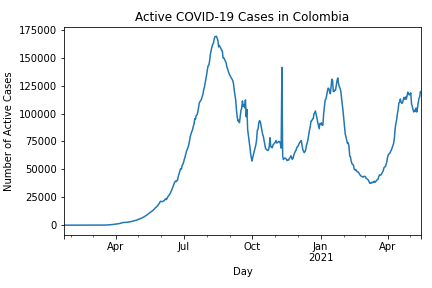 Active COVID-19 Cases in Colombia
175000
150000
125000
100000
75000
50000
25000
0
Number of Active Cases
Apr
Jul
Oct
Jan
2021
Apr
Day